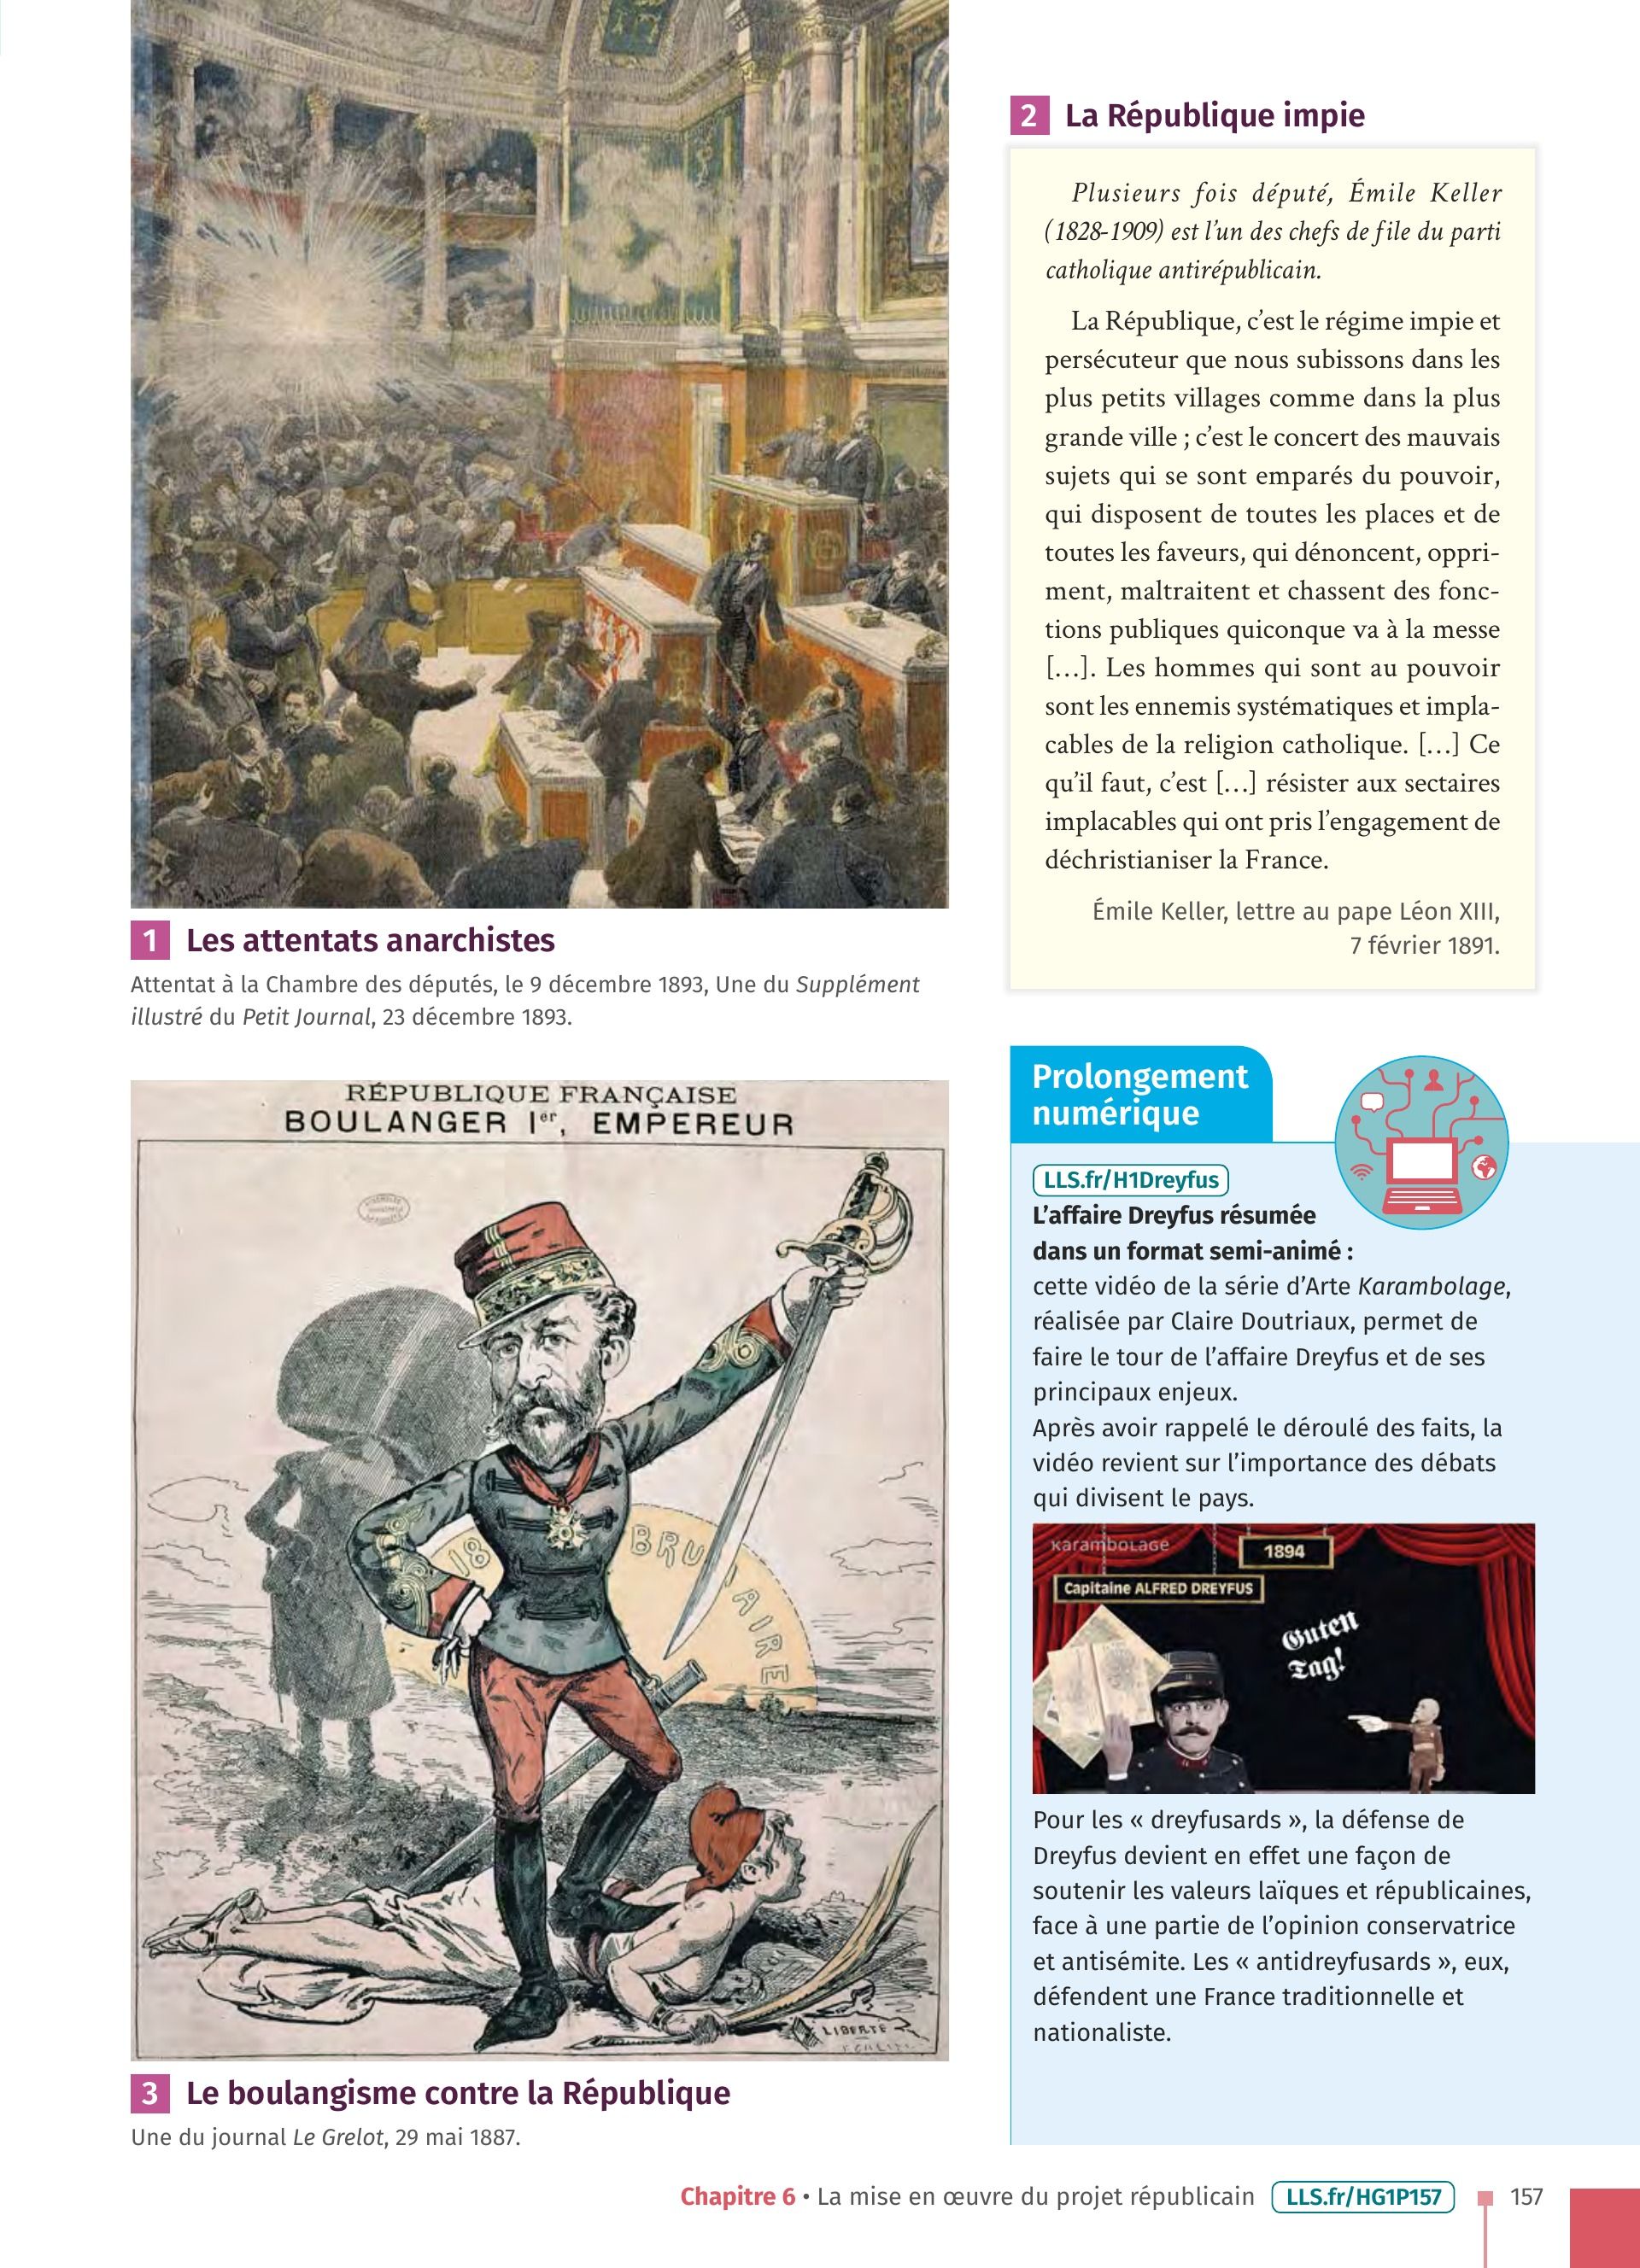 1 Les attentats anarchistes
Attentat à la Chambre des députés, le 9 décembre 1893, Une du Supplément
illustré du Petit Journal, 23 décembre 1893.
RÉPUBLIQUE FRANÇAISE
BOULANGER Ier, EMPEREUR
18 BRUMAIRE
LIBERTÉ
3 Le boulangisme contre la République
Une du journal Le Grelot, 29 mai 1887.
2 La République impie
Plusieurs fois député, Émile Keller
(1828-1909) est l’un des chefs de file du parti
catholique antirépublicain.
La République, c’est le régime impie et
persécuteur que nous subissons dans les
plus petits villages comme dans la plus
grande ville ; c’est le concert des mauvais
sujets qui se sont emparés du pouvoir,
qui disposent de toutes les places et de
toutes les faveurs, qui dénoncent, oppri-
ment, maltraitent et chassent des fonc-
tions publiques quiconque va à la messe
[…]. Les hommes qui sont au pouvoir
sont les ennemis systématiques et impla-
cables de la religion catholique. […] Ce
qu’il faut, c’est […] résister aux sectaires
implacables qui ont pris l’engagement de
déchristianiser la France.
Émile Keller, lettre au pape Léon XIII,
7 février 1891.
Prolongement
numérique
LLS.fr/H1Dreyfus
L’affaire Dreyfus résumée
dans un format semi-animé :
cette vidéo de la série d’Arte Karambolage,
réalisée par Claire Doutriaux, permet de
faire le tour de l’affaire Dreyfus et de ses
principaux enjeux.
Après avoir rappelé le déroulé des faits, la
vidéo revient sur l’importance des débats
qui divisent le pays.
Karambolage
1894
Capitaine ALFRED DREYFUS
Guten
Tag!
Pour les « dreyfusards », la défense de
Dreyfus devient en effet une façon de
soutenir les valeurs laïques et républicaines,
face à une partie de l’opinion conservatrice
et antisémite. Les « antidreyfusards », eux,
défendent une France traditionnelle et
nationaliste.
Chapitre 6 • La mise en œuvre du projet républicain LLS.fr/HG1P157 157